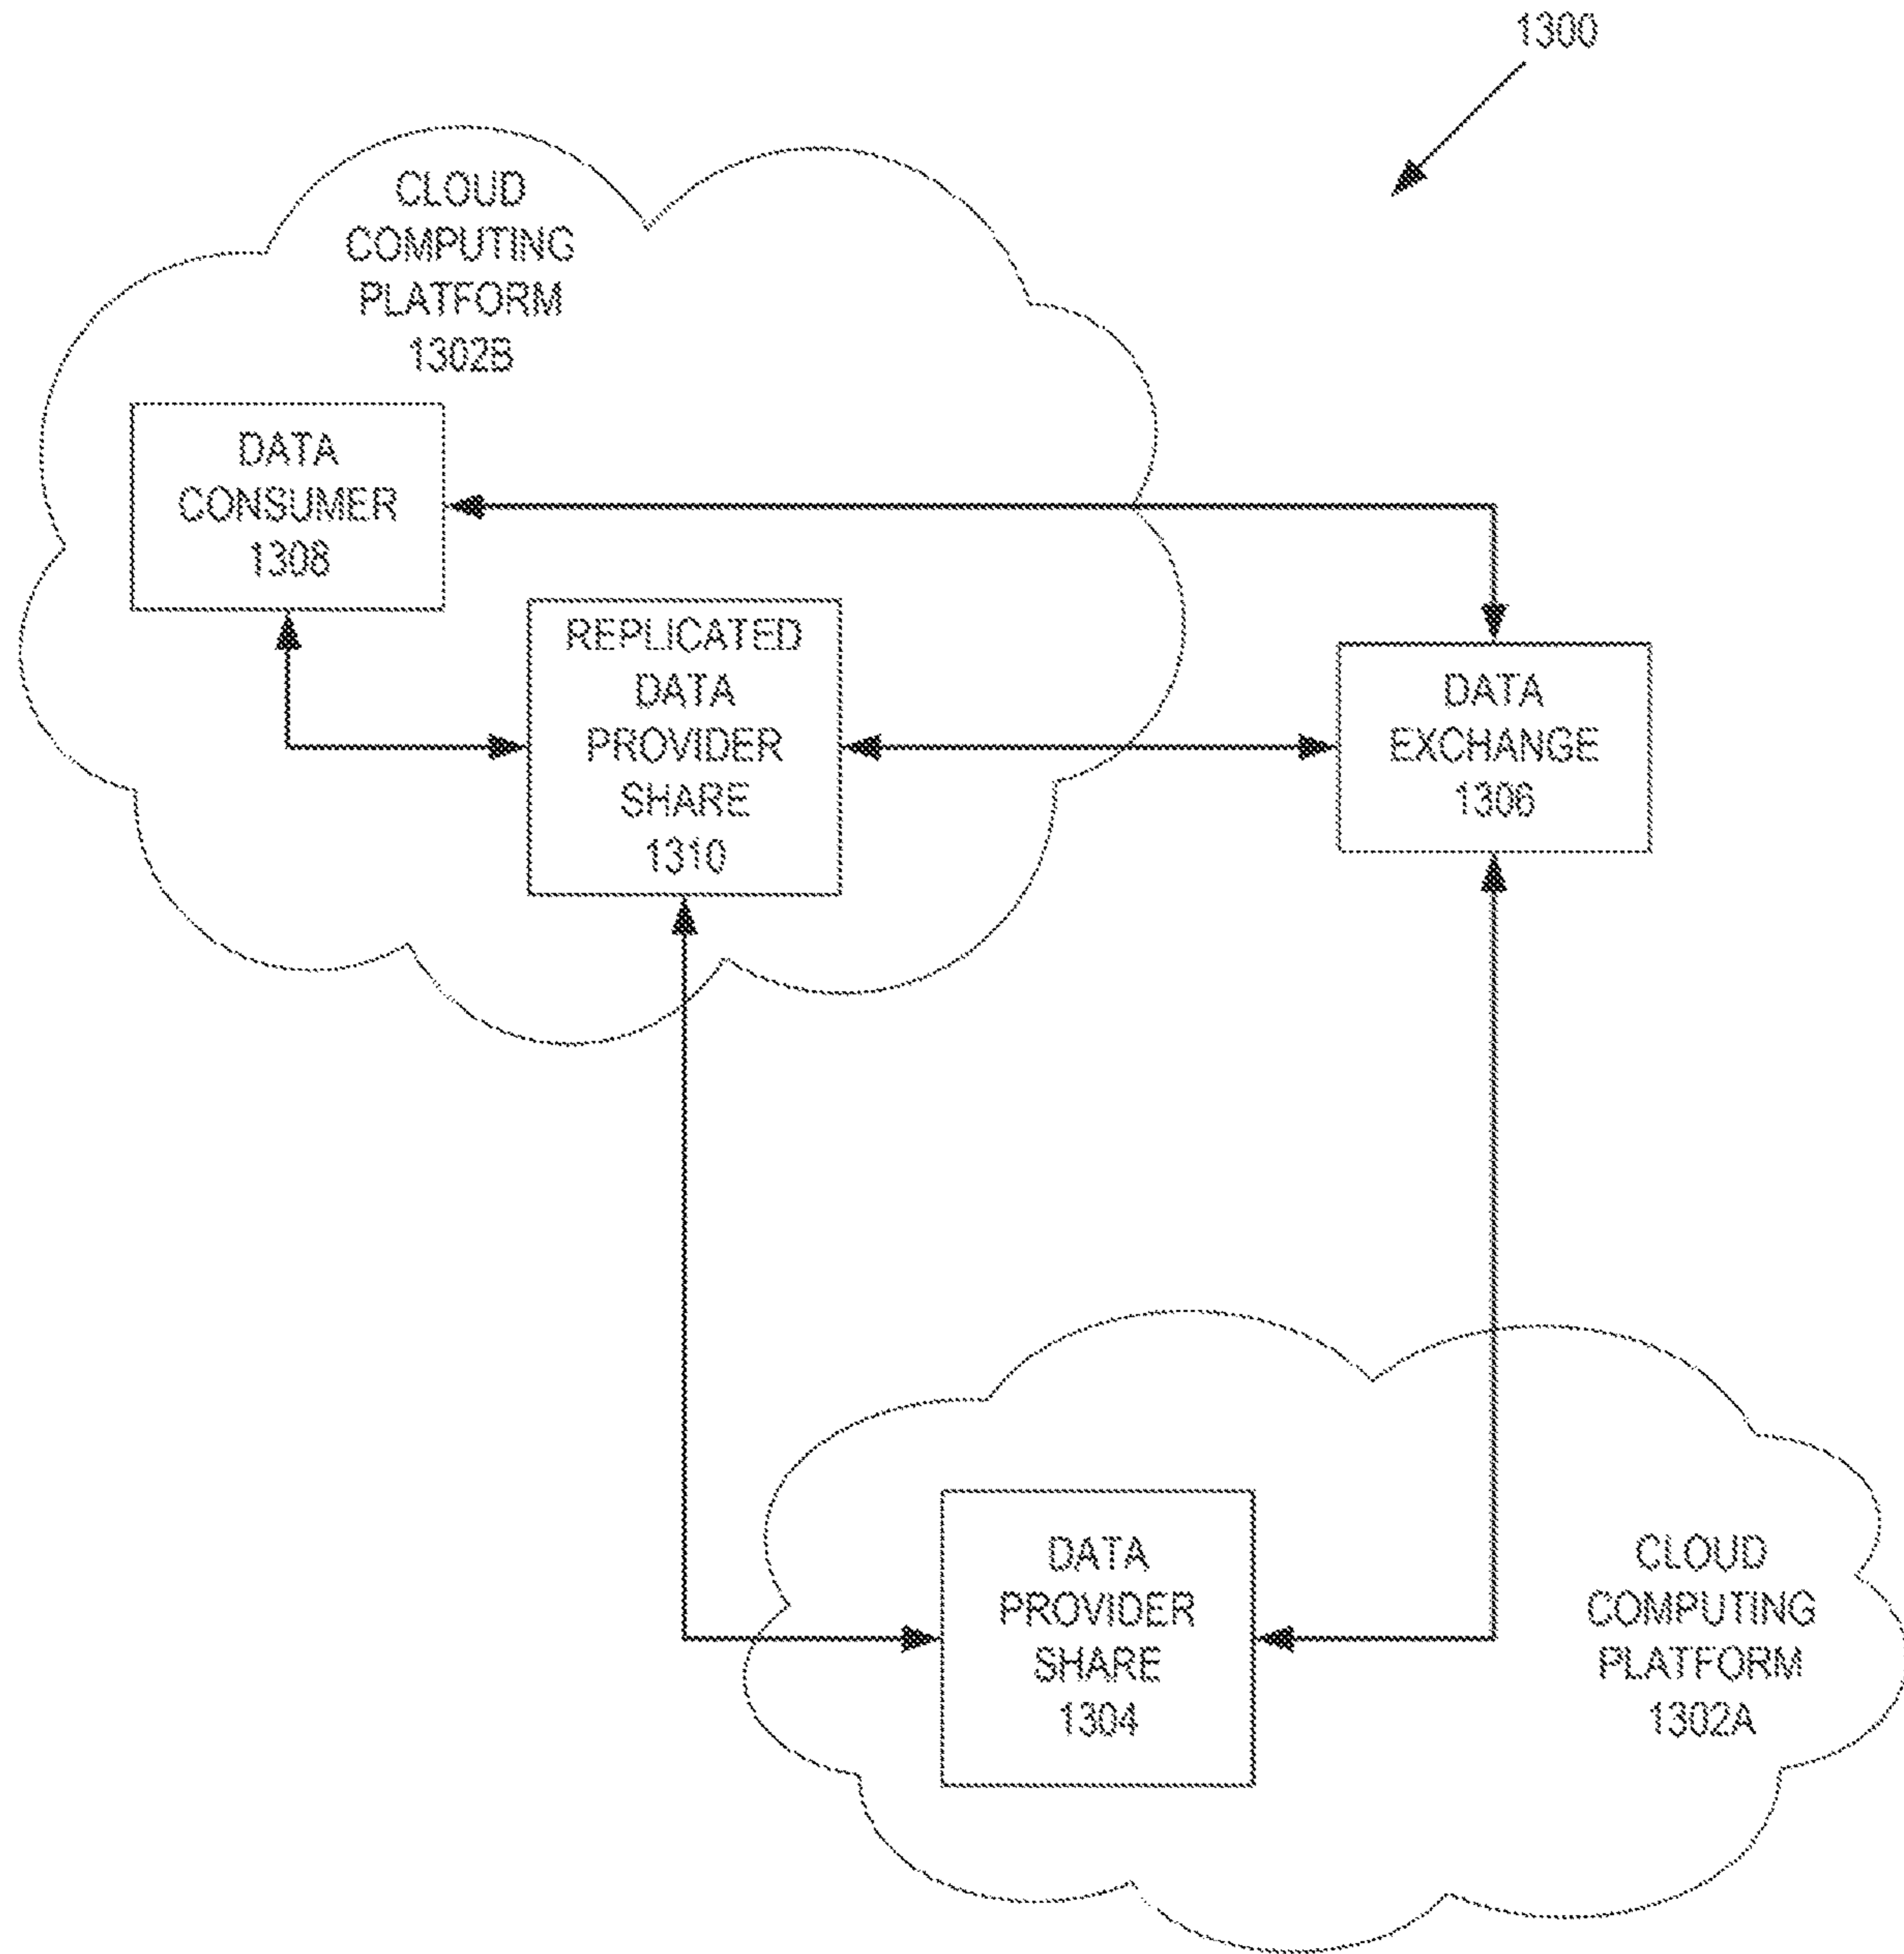 1300
CLOUD
COMPUTING
PLATFORM
1302B
DATA
CONSUMER
1308
REPLICATED
DATA
PROVIDER
SHARE
1310
DATA
EXCHANGE
1306
DATA
PROVIDER
SHARE
1304
CLOUD
COMPUTING
PLATFORM
1302A